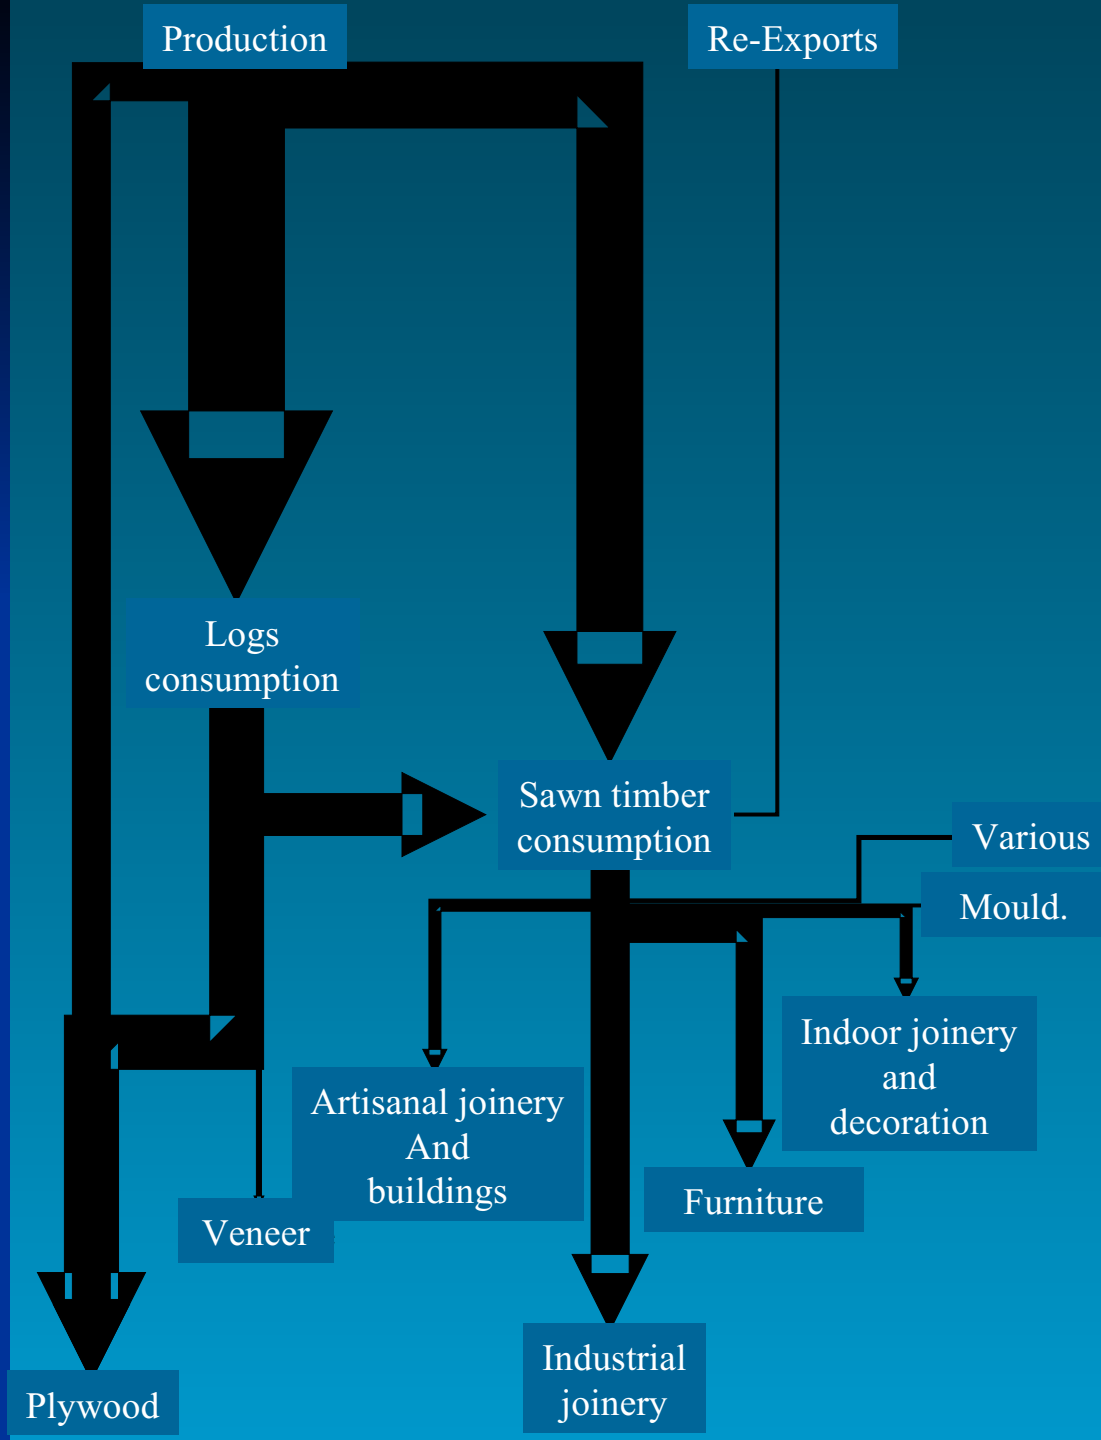 Production
Re-Exports
Logs
consumption
Sawn timber
consumption
Various
Mould.
Indoor joinery
and
decoration
Artisanal joinery
And
buildings
Furniture
Veneer
Industrial
joinery
Plywood